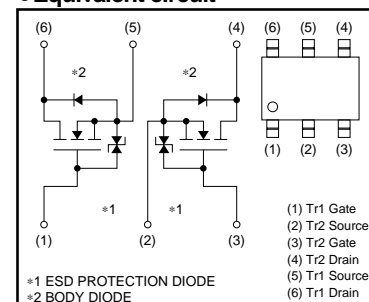 • Equivalent circuit
(6) (5) (4) (6) (5) (4)
∗2 ∗2
∗1 ∗1
(1) (2) (3)
(1) (2) (3)
(1) Tr1 Gate
(2) Tr2 Source
(3) Tr2 Gate
(4) Tr2 Drain
(5) Tr1 Source
(6) Tr1 Drain
∗1 ESD PROTECTION DIODE
∗2 BODY DIODE